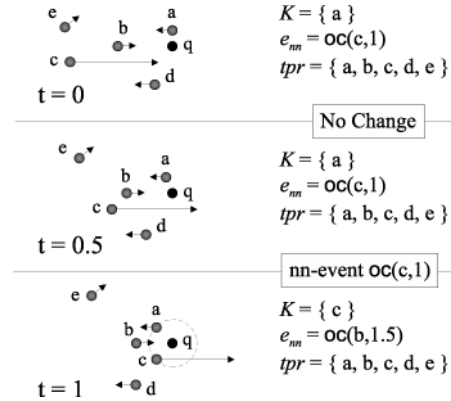 e
b
a
q
c
d
t = 0
K = { a }
e_nn = oc(c,1)
tpr = { a, b, c, d, e }
No Change
e
a
b
q
c
d
t = 0.5
K = { a }
e_nn = oc(c,1)
tpr = { a, b, c, d, e }
nn-event oc(c,1)
e
a
b
q
c
d
t = 1
K = { c }
e_nn = oc(b,1.5)
tpr = { a, b, c, d, e }